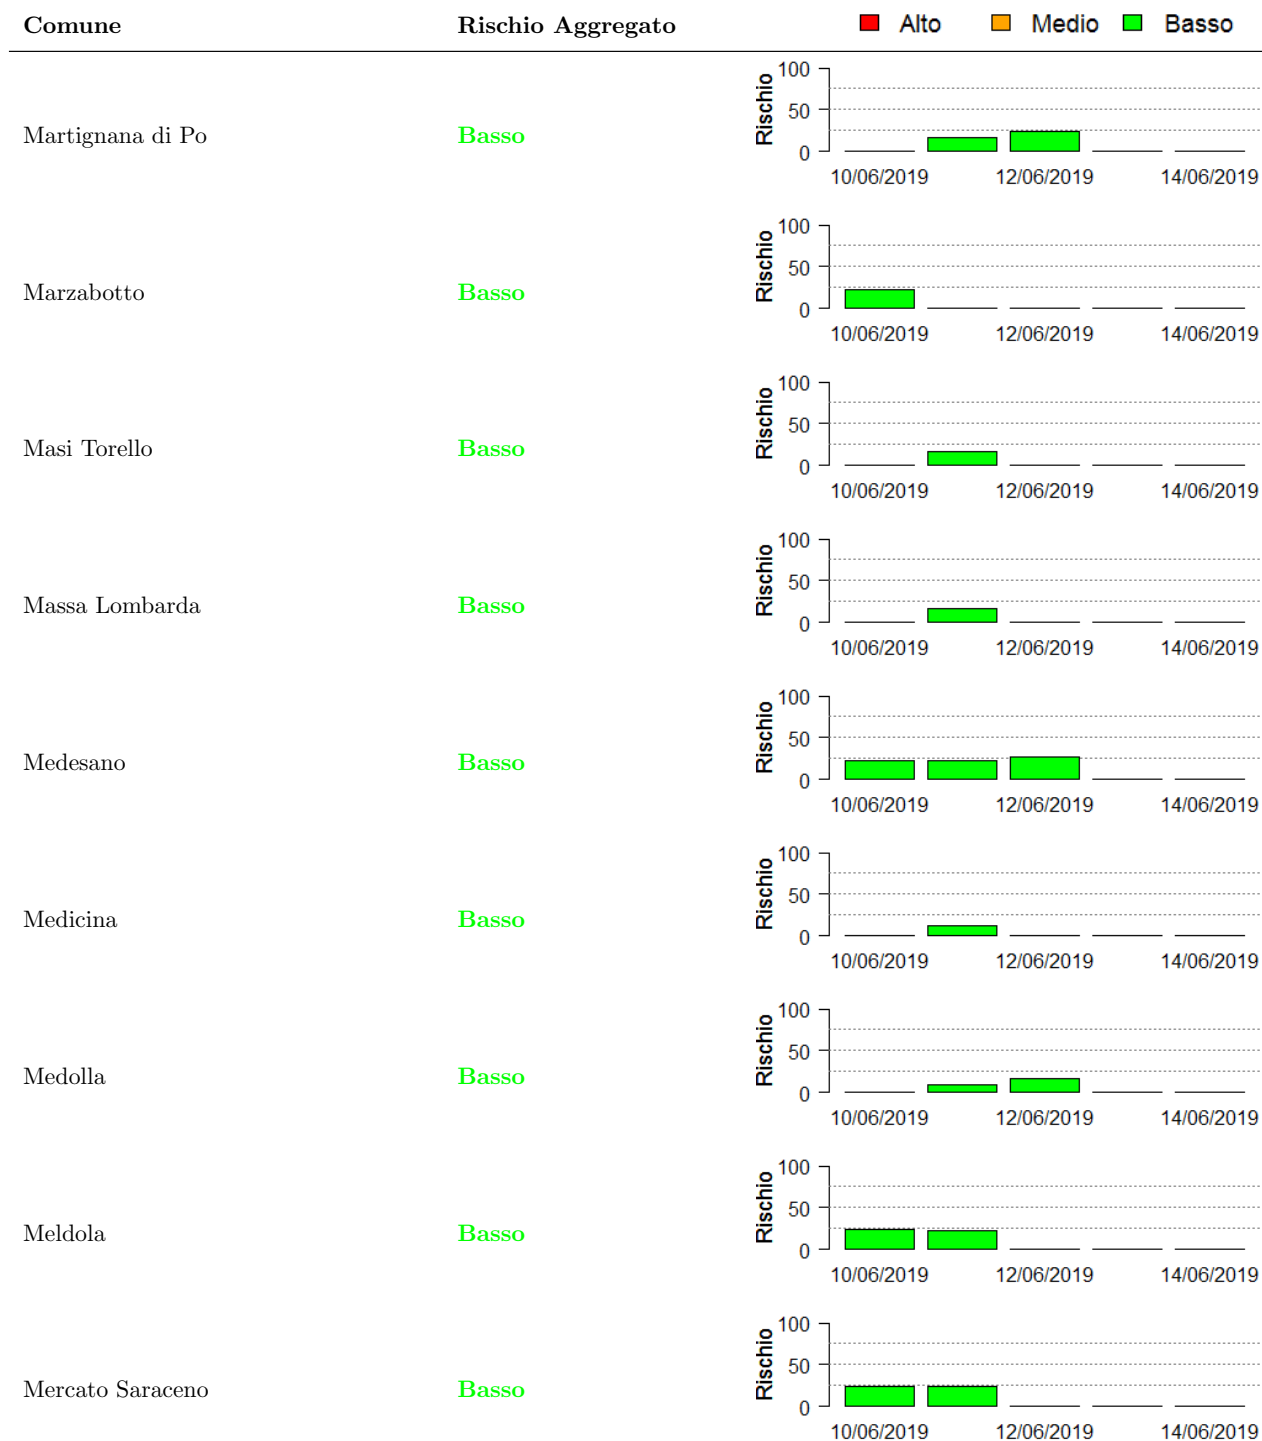 Comune Rischio Aggregato Alto Medio Basso
Martignana di Po Basso
Rischio
100
50
0
10/06/2019 12/06/2019 14/06/2019
Marzabotto Basso
Rischio
100
50
0
10/06/2019 12/06/2019 14/06/2019
Masi Torello Basso
Rischio
100
50
0
10/06/2019 12/06/2019 14/06/2019
Massa Lombarda Basso
Rischio
100
50
0
10/06/2019 12/06/2019 14/06/2019
Medesano Basso
Rischio
100
50
0
10/06/2019 12/06/2019 14/06/2019
Medicina Basso
Rischio
100
50
0
10/06/2019 12/06/2019 14/06/2019
Medolla Basso
Rischio
100
50
0
10/06/2019 12/06/2019 14/06/2019
Meldola Basso
Rischio
100
50
0
10/06/2019 12/06/2019 14/06/2019
Mercato Saraceno Basso
Rischio
100
50
0
10/06/2019 12/06/2019 14/06/2019